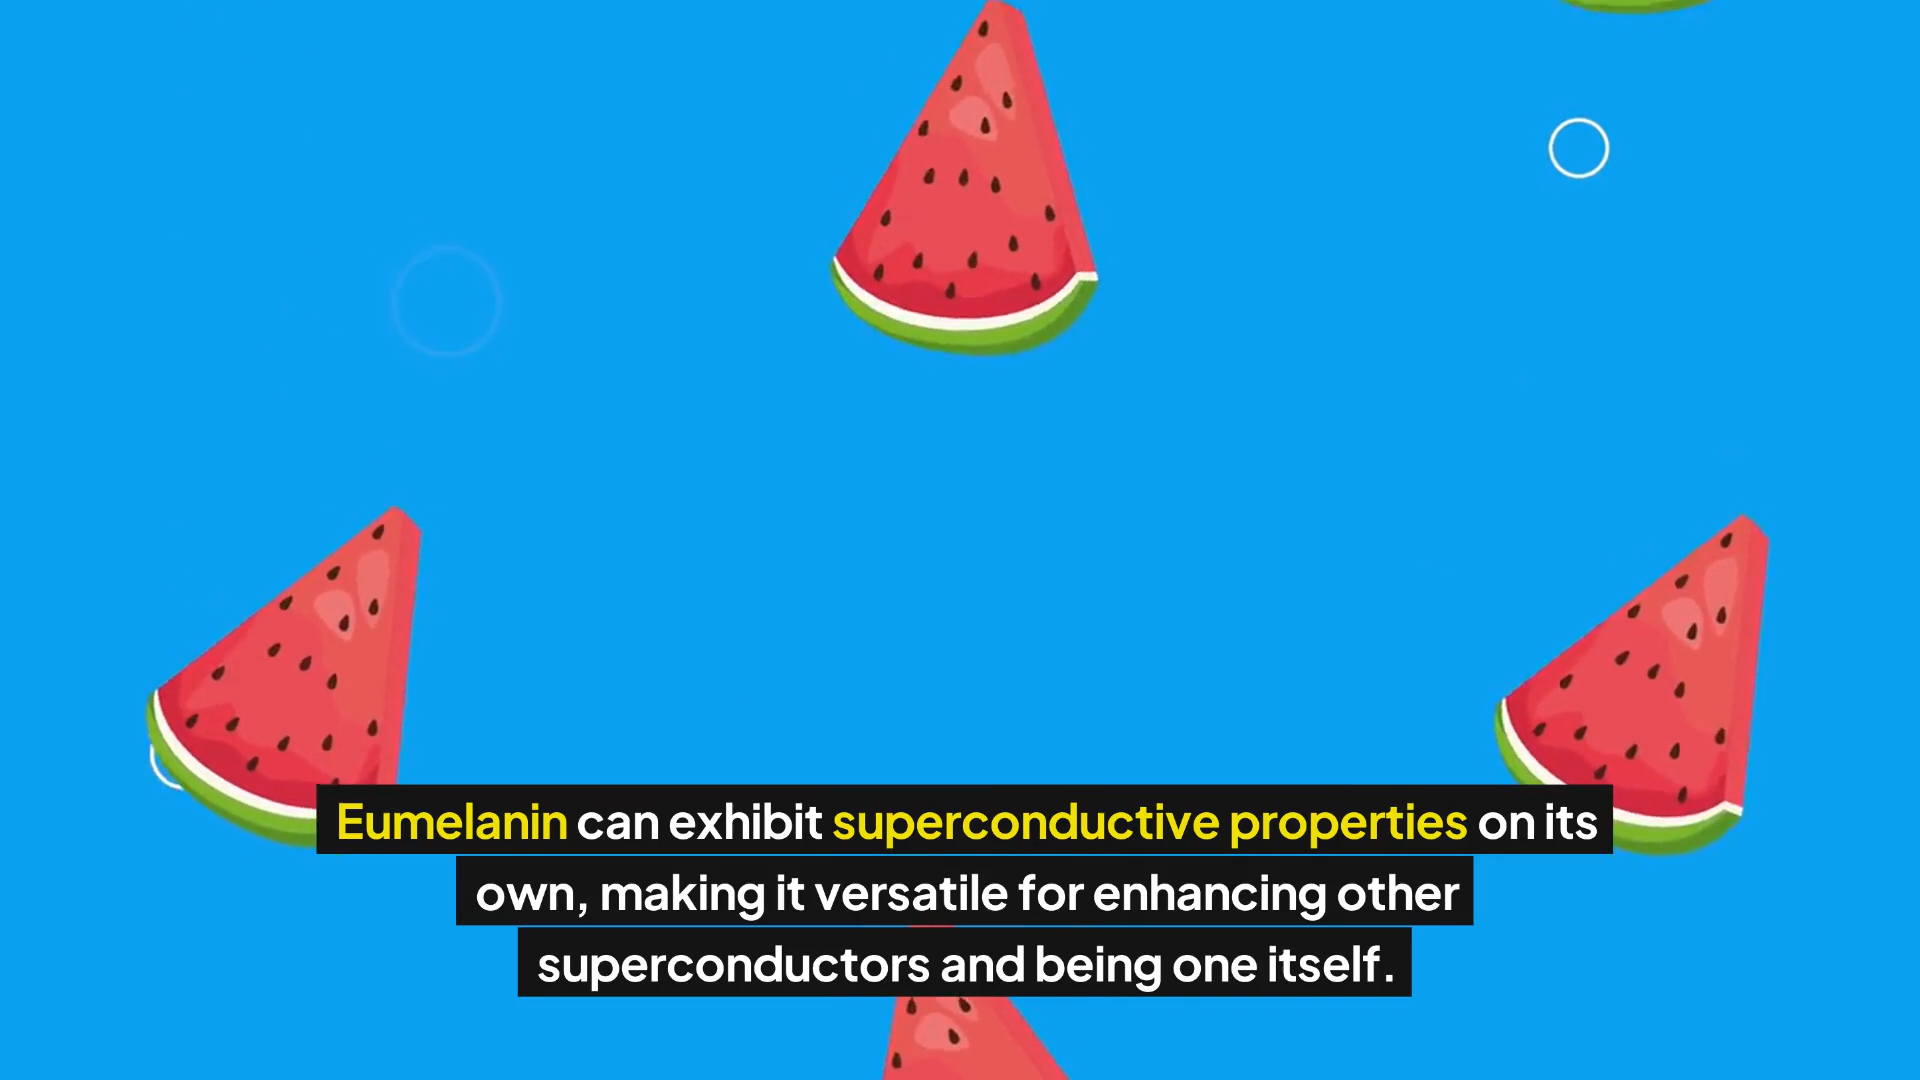 Eumelanin can exhibit superconductive properties on its
own, making it versatile for enhancing other
superconductors and being one itself.